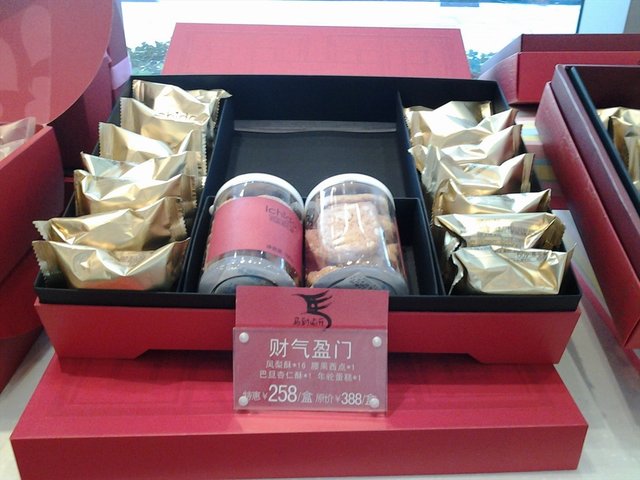 财气盈门
凤梨酥*16 腰果西点*1
巴旦杏仁酥*1 年轮蛋糕*1
特惠¥258/盒 原价¥388/盒